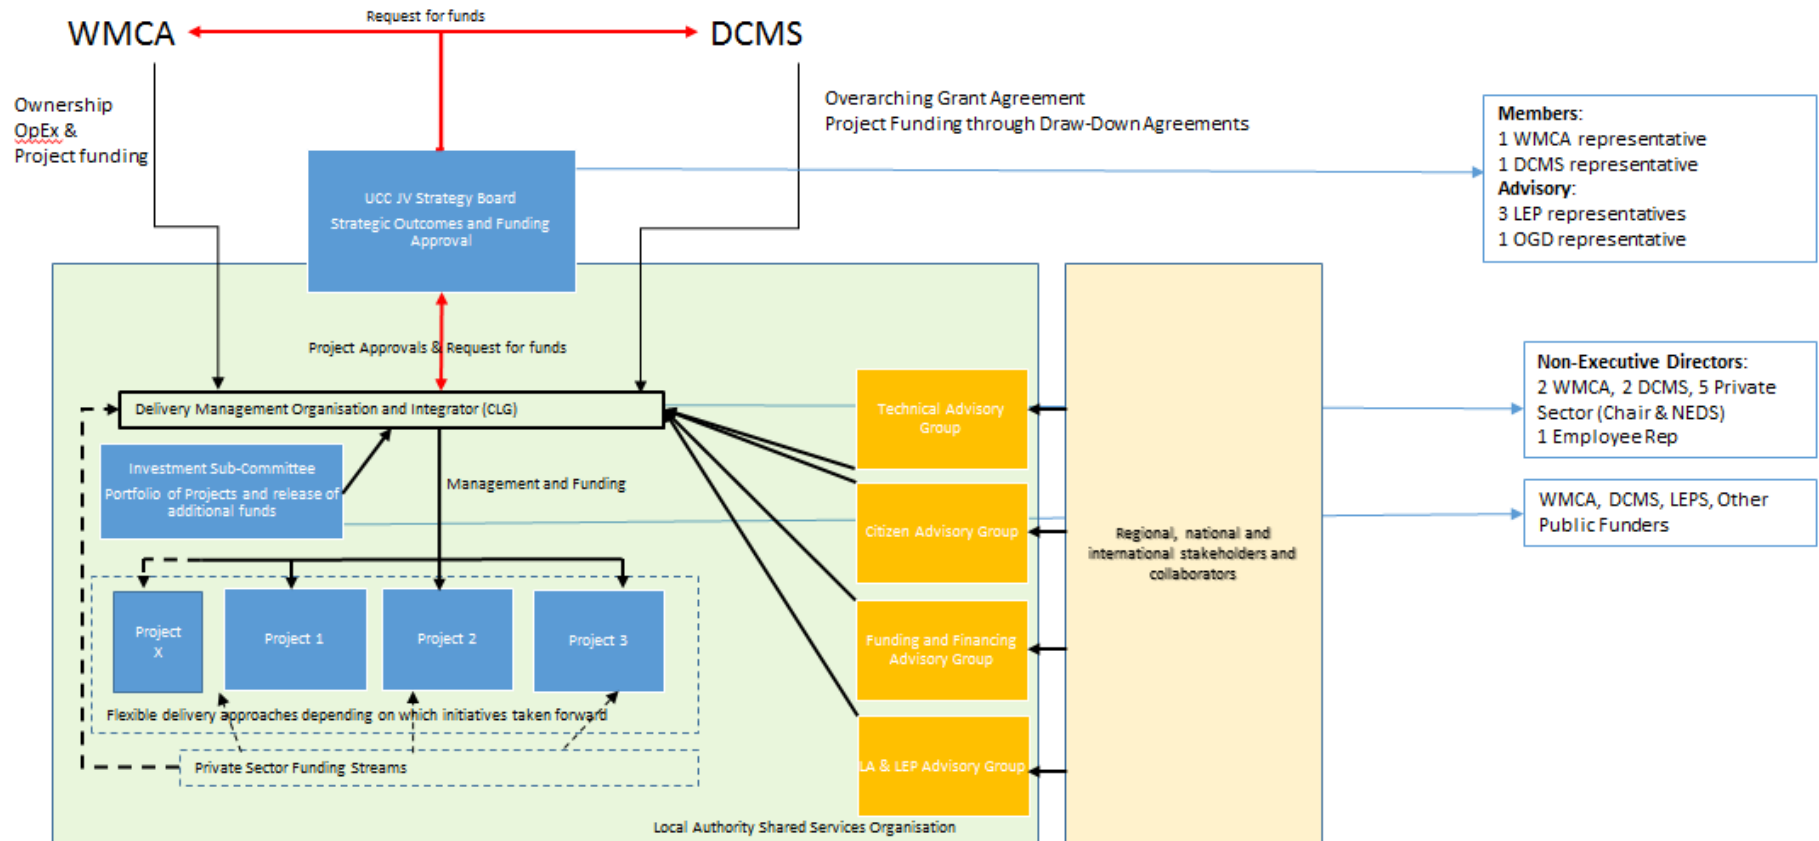 Request for funds
WMCA
DCMS
Ownership
OpEx &
Project funding
Overarching Grant Agreement
Project Funding through Draw-Down Agreements
Members:
1 WMCA representative
1 DCMS representative
Advisory:
3 LEP representatives
1 OGD representative
UCC JV Strategy Board
Strategic Outcomes and Funding
Approval
Project Approvals & Request for funds
Delivery Management Organisation and Integrator (CLG)
Investment Sub-Committee
Portfolio of Projects and release of
additional funds
Management and Funding
Project
X
Project 1
Project 2
Project 3
Flexible delivery approaches depending on which initiatives taken forward
Private Sector Funding Streams
Technical Advisory
Group
Citizen Advisory Group
Funding and Financing
Advisory Group
LA & LEP Advisory Group
Local Authority Shared Services Organisation
Regional, national and
international stakeholders and
collaborators
Non-Executive Directors:
2 WMCA, 2 DCMS, 5 Private
Sector (Chair & NEDS)
1 Employee Rep
WMCA, DCMS, LEPS, Other
Public Funders